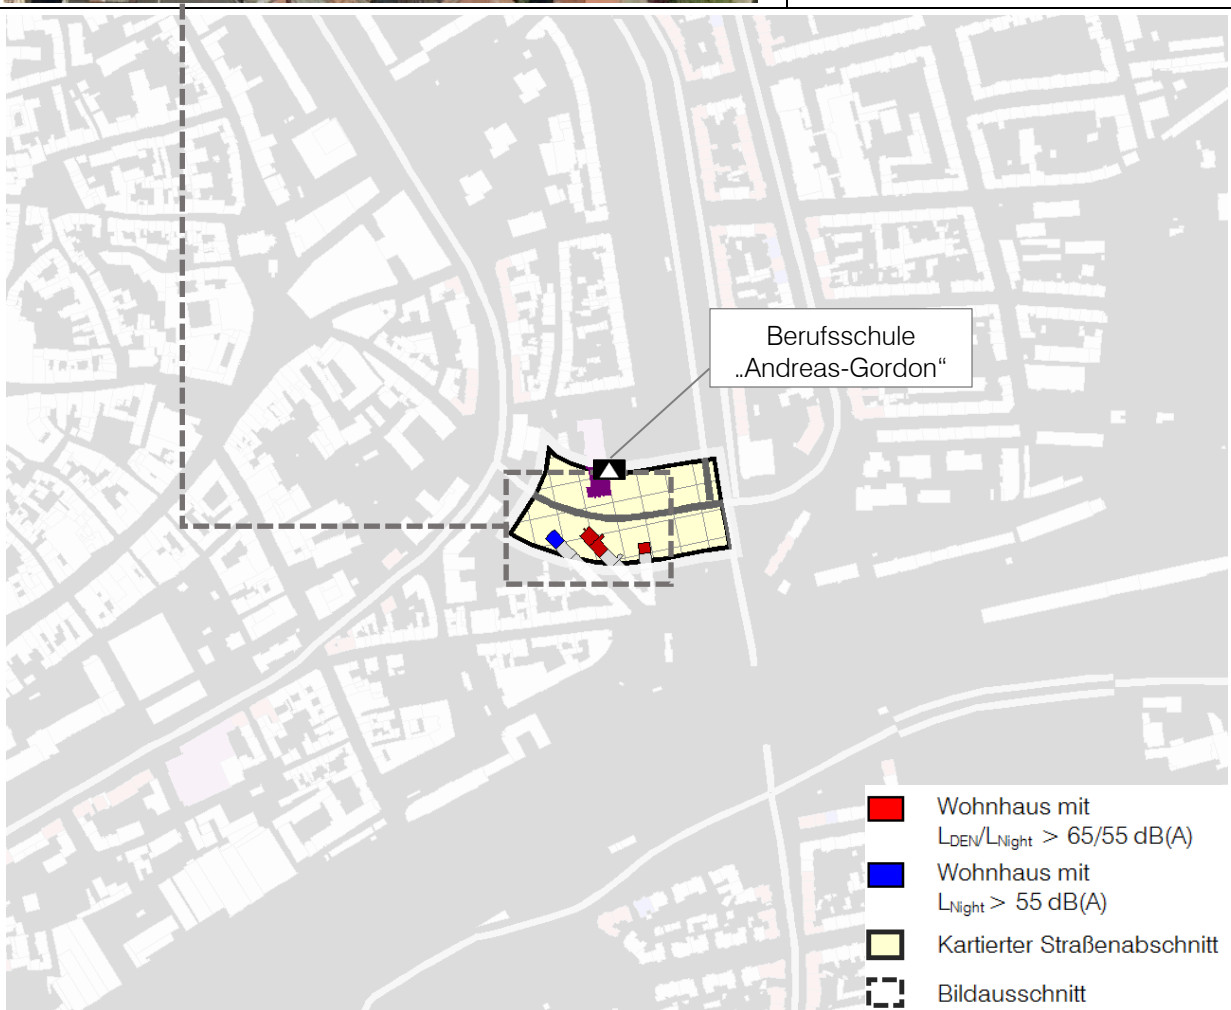 Berufsschule
„Andreas-Gordon“
Wohnhaus mit
LDEN/LNight > 65/55 dB(A)
Wohnhaus mit
LNight > 55 dB(A)
Kartierter Straßenabschnitt
Bildausschnitt